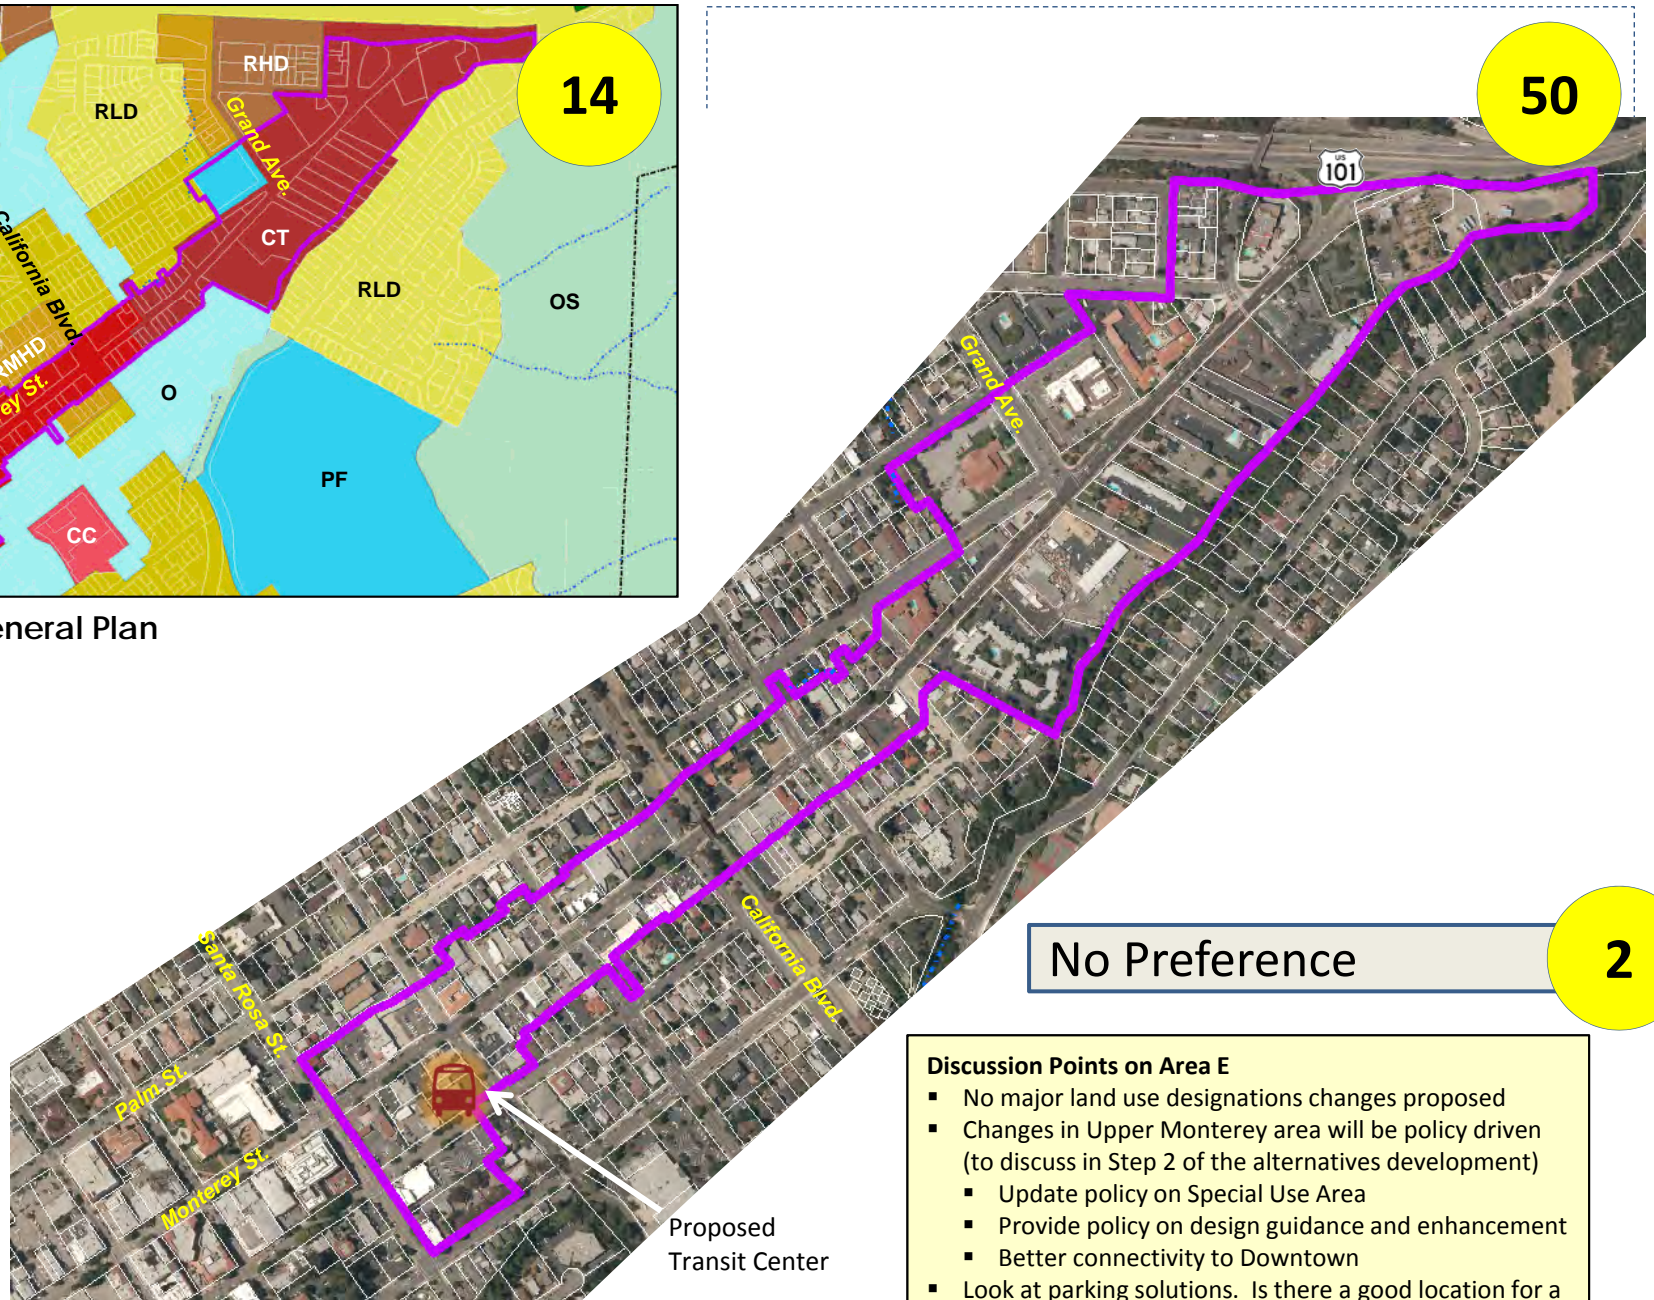 RHD
RLD
Grand Ave.
14
California Blvd.
CT
RLD
OS
RMHD
O
PF
CC
50
US
101
Grand Ave.
California Blvd.
Santa Rosa St.
Palm St.
Monterey St.
Proposed
Transit Center
No Preference
2
Discussion Points on Area E
▪ No major land use designations changes proposed
▪ Changes in Upper Monterey area will be policy driven
(to discuss in Step 2 of the alternatives development)
▪ Update policy on Special Use Area
▪ Provide policy on design guidance and enhancement
▪ Better connectivity to Downtown
▪ Look at parking solutions. Is there a good location for a
ey St.
eneral Plan